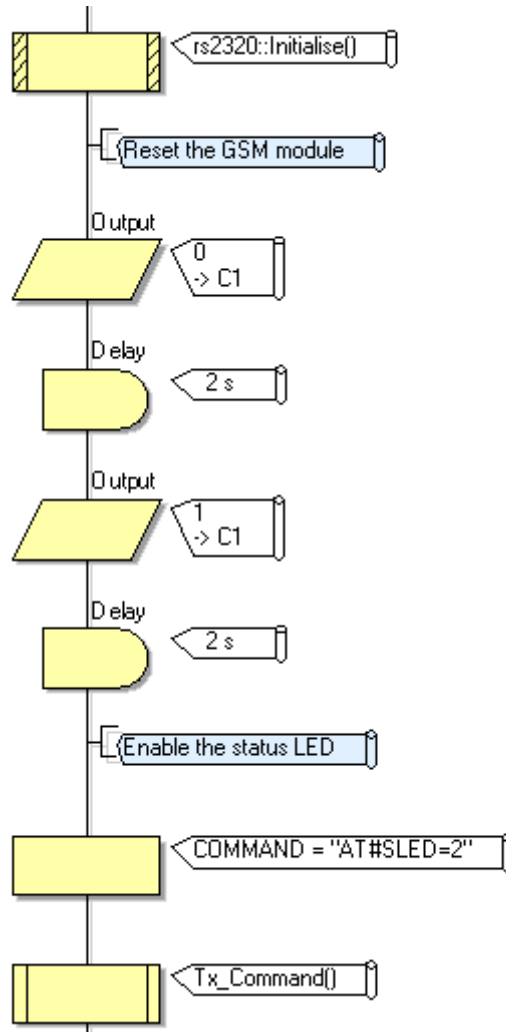 rs2320::Initialise()
Reset the GSM module
Output
0
-> C1
Delay
2 s
Output
1
-> C1
Delay
2 s
Enable the status LED
COMMAND = "AT#SLED=2"
Tx_Command()